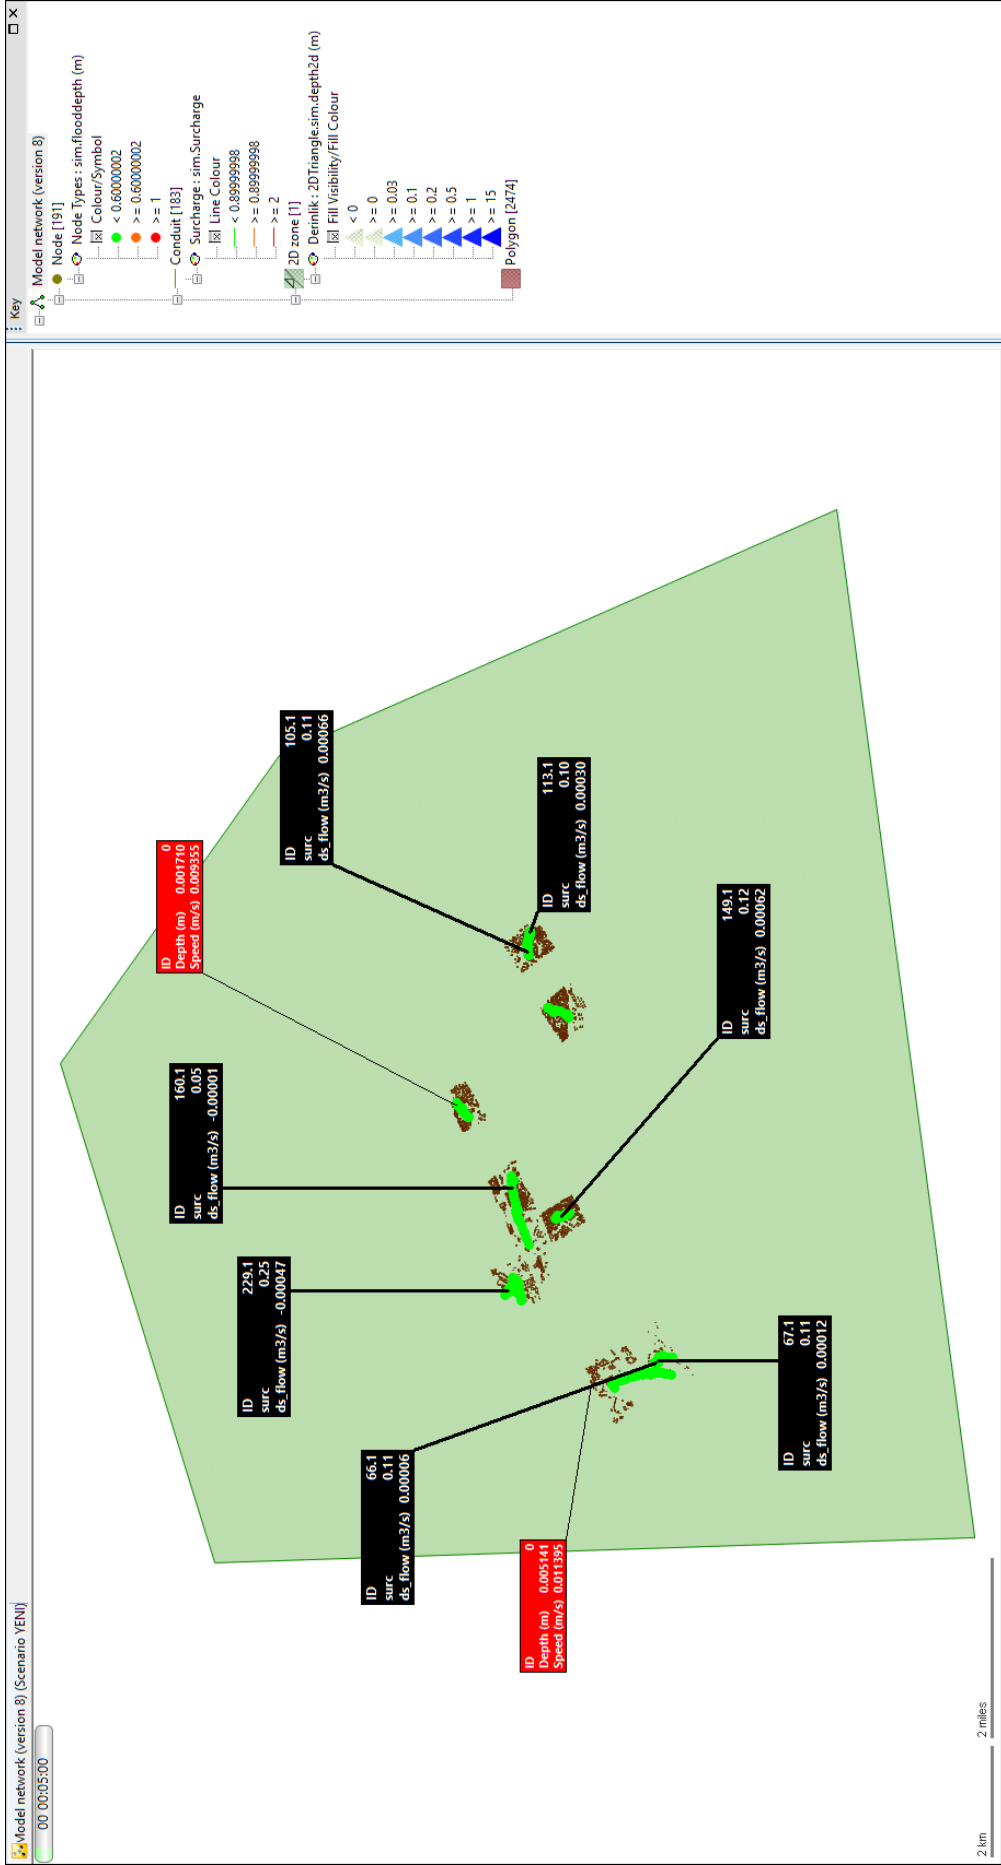 Model network (version 8) (Scenario YENI)
00 00:05:00
ID 66.1
surc 0.11
ds_flow (m3/s) 0.00006
ID 229.1
surc 0.25
ds_flow (m3/s) -0.00047
ID 160.1
surc 0.05
ds_flow (m3/s) -0.00001
ID 0
Depth (m) 0.001710
Speed (m/s) 0.009355
ID 105.1
surc 0.11
ds_flow (m3/s) 0.00066
ID 0
Depth (m) 0.005141
Speed (m/s) 0.011395
ID 113.1
surc 0.10
ds_flow (m3/s) 0.00030
ID 149.1
surc 0.12
ds_flow (m3/s) 0.00062
ID 67.1
surc 0.11
ds_flow (m3/s) 0.00012
2 km
2 miles
Key
Model network (version 8)
Node [191]
Node Types : sim.flooddepth (m)
Colour/Symbol
< 0.60000002
>= 0.60000002
>= 1
Conduit [183]
Surcharge : sim.Surcharge
Line Colour
< 0.89999998
>= 0.89999998
>= 2
2D zone [1]
Derinlik : 2DTriangle.sim.depth2d (m)
Fill Visibility/Fill Colour
< 0
>= 0
>= 0.03
>= 0.1
>= 0.2
>= 0.5
>= 1
>= 15
Polygon [2474]